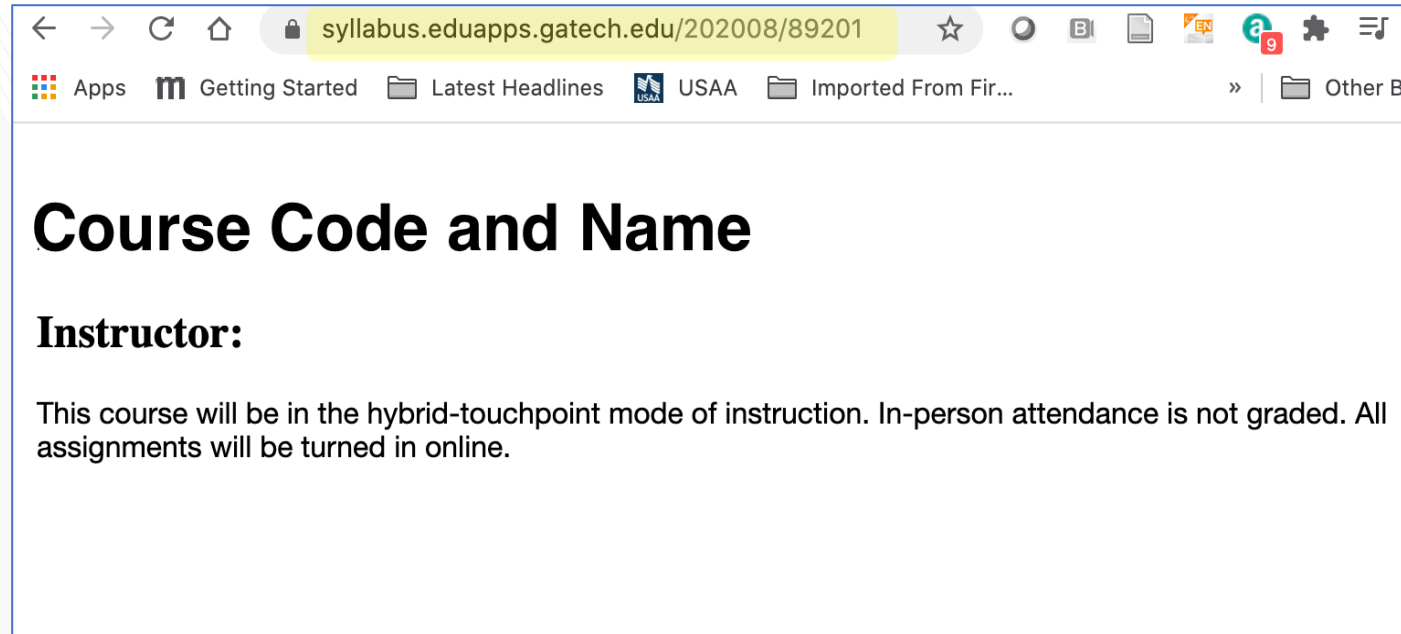 syllabus.eduapps.gatech.edu/202008/89201 B EN a 9
Apps m Getting Started Latest Headlines USAA USAA Imported From Fir... » Other B
Course Code and Name
Instructor:
This course will be in the hybrid-touchpoint mode of instruction. In-person attendance is not graded. All
assignments will be turned in online.